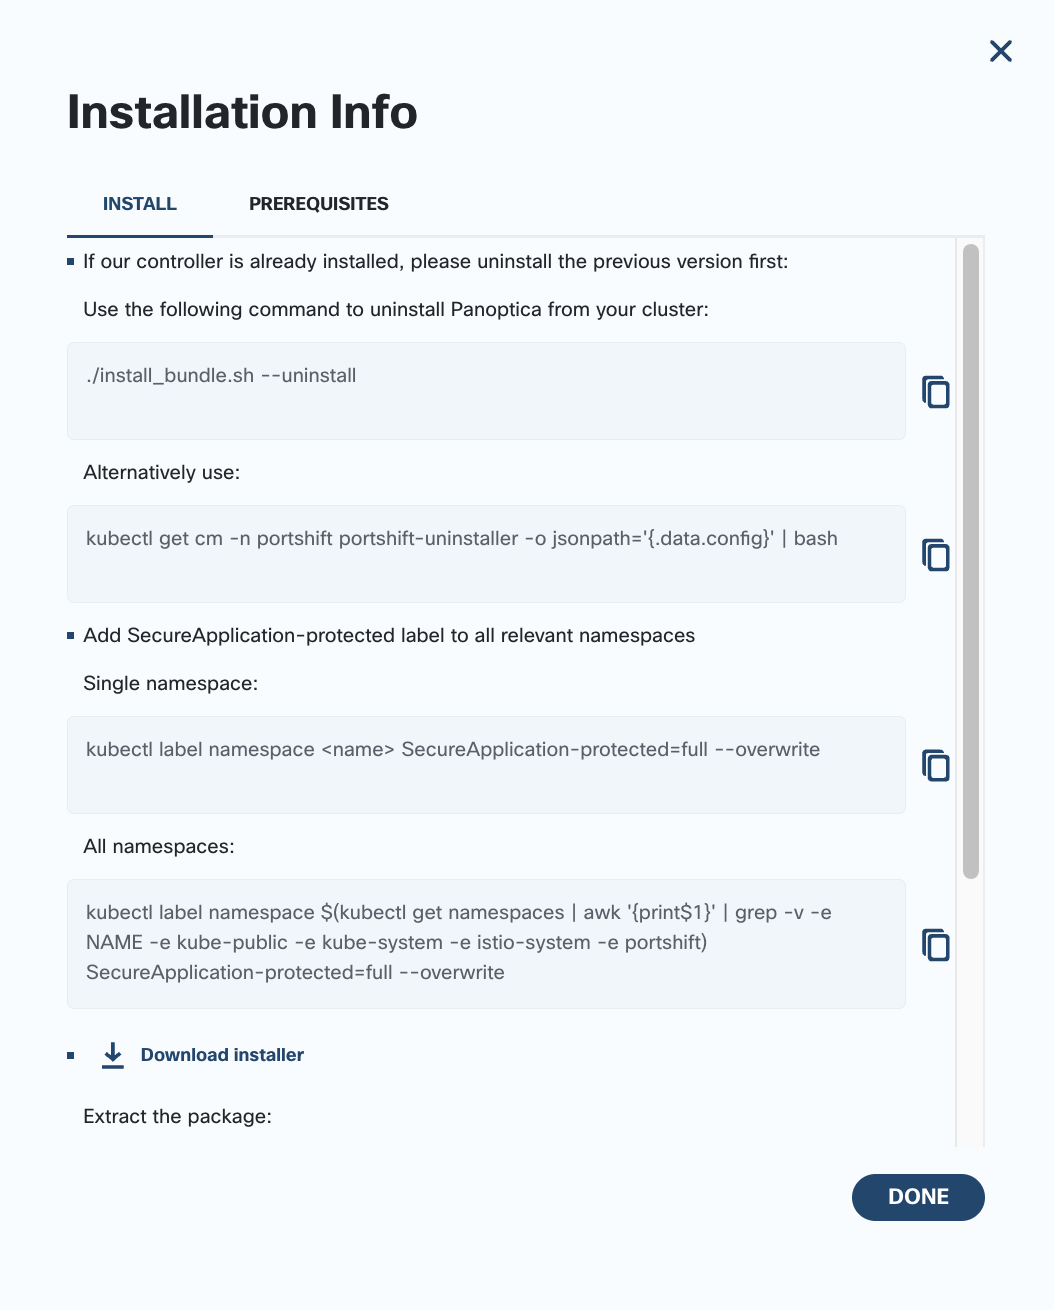 Installation Info
INSTALL
PREREQUISITES
If our controller is already installed, please uninstall the previous version first:
Use the following command to uninstall Panoptica from your cluster:
./install_bundle.sh --uninstall
Alternatively use:
kubectl get cm -n portshift portshift-uninstaller -o jsonpath='{.data.config}' | bash
Add SecureApplication-protected label to all relevant namespaces
Single namespace:
kubectl label namespace <name> SecureApplication-protected=full --overwrite
All namespaces:
kubectl label namespace $(kubectl get namespaces | awk '{print$1}' | grep -v -e
NAME -e kube-public -e kube-system -e istio-system -e portshift)
SecureApplication-protected=full --overwrite
Download installer
Extract the package:
DONE